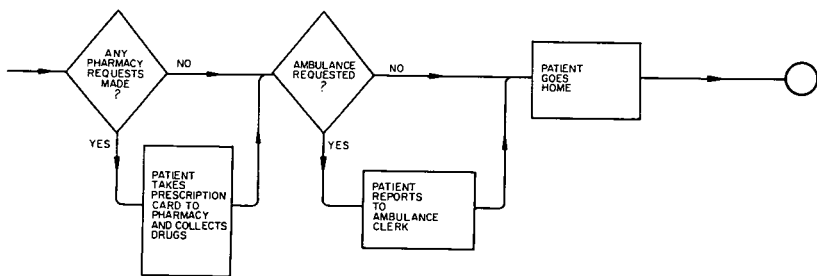 ANY
PHARMACY
REQUESTS
MADE
?
NO
YES
PATIENT
TAKES
PRESCRIPTION
CARD TO
PHARMACY
AND COLLECTS
DRUGS
AMBULANCE
REQUESTED
?
NO
YES
PATIENT
REPORTS
TO
AMBULANCE
CLERK
PATIENT
GOES
HOME